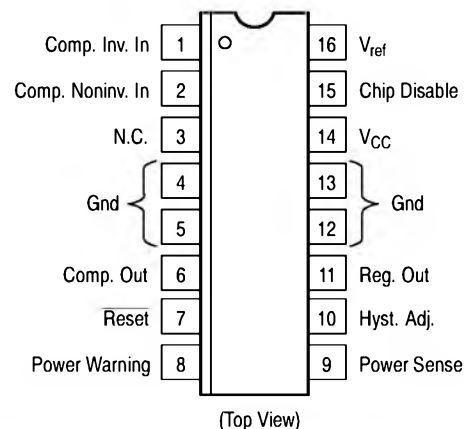 Comp. Inv. In 1 16 Vref
Comp. Noninv. In 2 15 Chip Disable
N.C. 3 14 VCC
4 13
Gnd Gnd
5 12
Comp. Out 6 11 Reg. Out
Reset 7 10 Hyst. Adj.
Power Warning 8 9 Power Sense
(Top View)